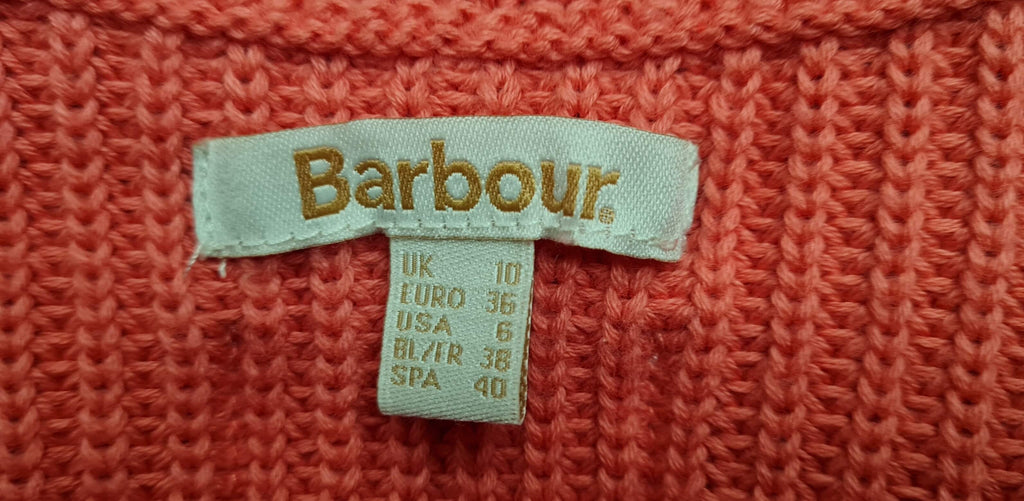 Barbour®
UK 10
EURO 36
USA 6
BL/FR 38
SPA 40